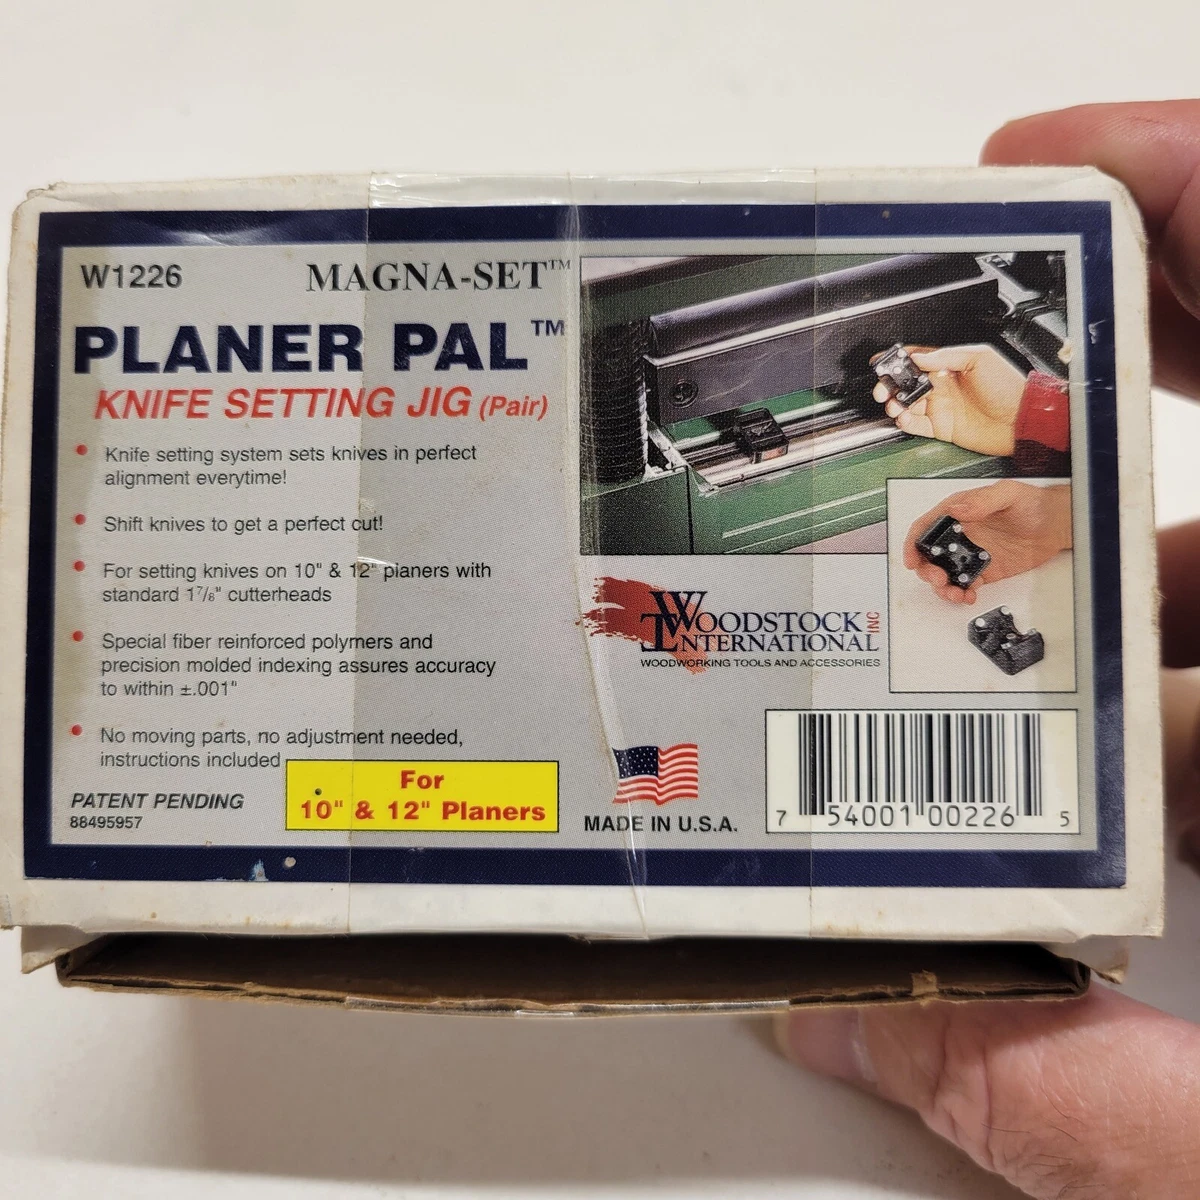 W1226
MAGNA-SET™
PLANER PAL™
KNIFE SETTING JIG (Pair)
• Knife setting system sets knives in perfect
alignment everytime!
• Shift knives to get a perfect cut!
• For setting knives on 10" & 12" planers with
standard 1⅞" cutterheads
• Special fiber reinforced polymers and
precision molded indexing assures accuracy
to within ±.001"
• No moving parts, no adjustment needed,
instructions included
PATENT PENDING
88495957
For
10" & 12" Planers
WOODSTOCK
INTERNATIONAL INC
WOODWORKING TOOLS AND ACCESSORIES
MADE IN U.S.A.
7 54001 00226 5